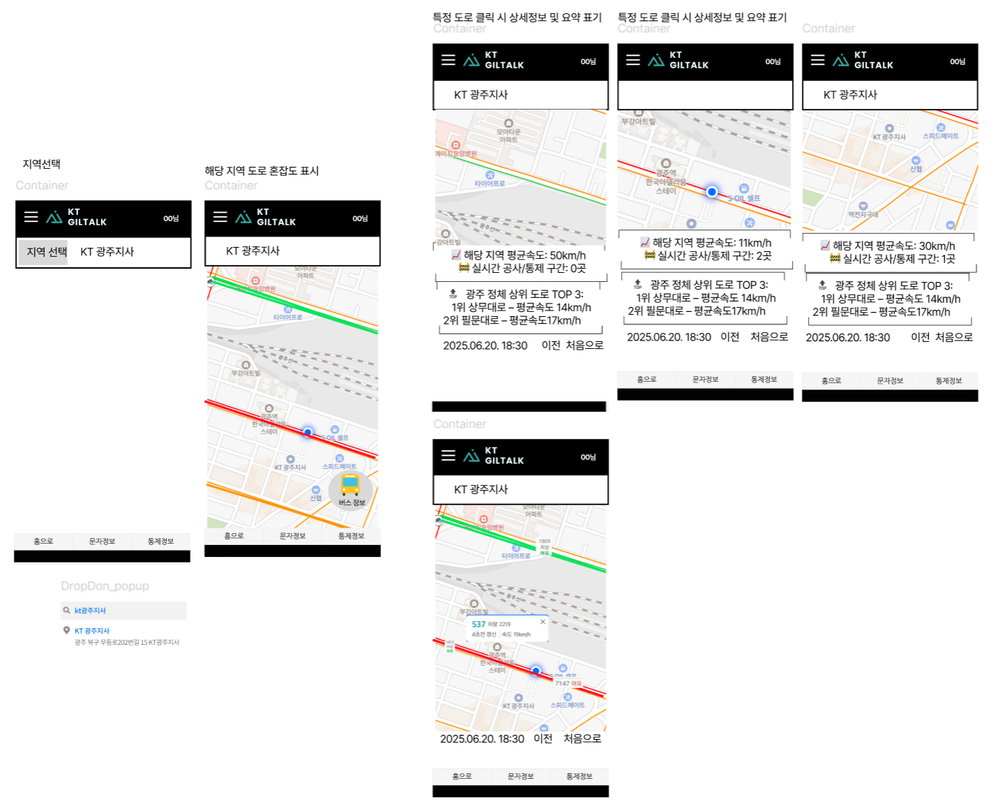 지역선택
Container
KT
GILTALK
00님
지역 선택
KT 광주지사
홈으로
문자정보
통제정보
DropDon_popup
kt광주지사
KT 광주지사
광주 북구 무등로202번길 15 KT광주지사
해당 지역 도로 혼잡도 표시
Container
KT
GILTALK
00님
KT 광주지사
모아타운
아파트
타이어프로
광주선
부강아트빌
광주역
한국아델리움
스테이
S-OIL 셀프
KT광주지사
스피드메이트
신협
버스 정보
홈으로
문자정보
통제정보
특정 도로 클릭 시 상세정보 및 요약 표기
Container
KT
GILTALK
00님
KT 광주지사
모아타운
아파트
에이치요양병원
타이어프로
광주선
강아트빌
📈 해당 지역 평균속도: 50km/h
🚧 실시간 공사/통제 구간: 0곳
🔝 광주 정체 상위 도로 TOP 3:
1위 상무대로 – 평균속도 14km/h
2위 필문대로 – 평균속도17km/h
2025.06.20. 18:30 이전 처음으로
특정 도로 클릭 시 상세정보 및 요약 표기
Container
KT
GILTALK
00님
부강아트빌
광주역
한국아델리움
스테이
S-OIL 셀프
📈 해당 지역 평균속도: 11km/h
🚧 실시간 공사/통제 구간: 2곳
🔝 광주 정체 상위 도로 TOP 3:
1위 상무대로 – 평균속도 14km/h
2위 필문대로 – 평균속도17km/h
2025.06.20. 18:30 이전 처음으로
홈으로
문자정보
통제정보
Container
KT
GILTALK
00님
KT 광주지사
KT 광주지사
스피드메이트
신협
역전지구대
📈 해당 지역 평균속도: 30km/h
🚧 실시간 공사/통제 구간: 1곳
🔝 광주 정체 상위 도로 TOP 3:
1위 상무대로 – 평균속도 14km/h
2위 필문대로 – 평균속도17km/h
2025.06.20. 18:30 이전 처음으로
홈으로
문자정보
통제정보
Container
KT
GILTALK
00님
KT 광주지사
모아타운
아파트
1809
저상
여유
타이어프로
광주선
부강아트빌
537 차량 2219
4초전 갱신 속도 19km/h
저상
여유
광주역
스테이
7147 여유
KT 광주지사
스피드메이트
2025.06.20. 18:30 이전 처음으로
홈으로
문자정보
통제정보